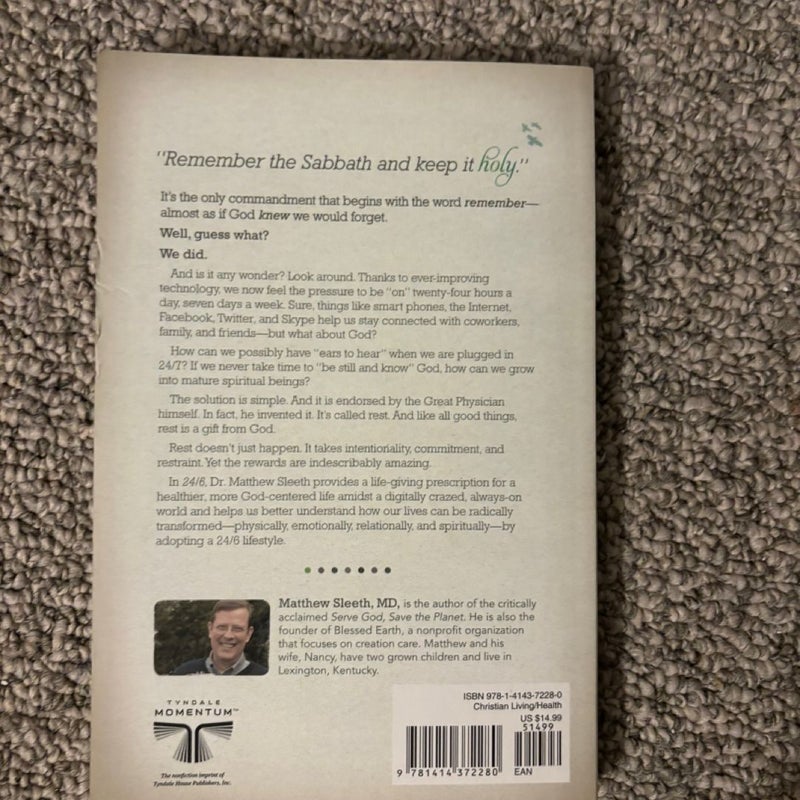 "Remember the Sabbath and keep it holy."
It's the only commandment that begins with the word remember—
almost as if God knew we would forget.
Well, guess what?
We did.
And is it any wonder? Look around. Thanks to ever-improving
technology, we now feel the pressure to be "on" twenty-four hours a
day, seven days a week. Sure, things like smart phones, the Internet,
Facebook, Twitter, and Skype help us stay connected with coworkers,
family, and friends—but what about God?
How can we possibly have "ears to hear" when we are plugged in
24/7? If we never take time to "be still and know" God, how can we grow
into mature spiritual beings?
The solution is simple. And it is endorsed by the Great Physician
himself. In fact, he invented it. It's called rest. And like all good things,
rest is a gift from God.
Rest doesn't just happen. It takes intentionality, commitment, and
restraint. Yet the rewards are indescribably amazing.
In 24/6, Dr. Matthew Sleeth provides a life-giving prescription for a
healthier, more God-centered life amidst a digitally crazed, always-on
world and helps us better understand how our lives can be radically
transformed—physically, emotionally, relationally, and spiritually—by
adopting a 24/6 lifestyle.
Matthew Sleeth, MD, is the author of the critically
acclaimed Serve God, Save the Planet. He is also the
founder of Blessed Earth, a nonprofit organization
that focuses on creation care. Matthew and his
wife, Nancy, have two grown children and live in
Lexington, Kentucky.
TYNDALE
MOMENTUM™
The nonfiction imprint of
Tyndale House Publishers, Inc.
ISBN 978-1-4143-7228-0
Christian Living/Health
US $14.99
51499
9 781414 372280
EAN